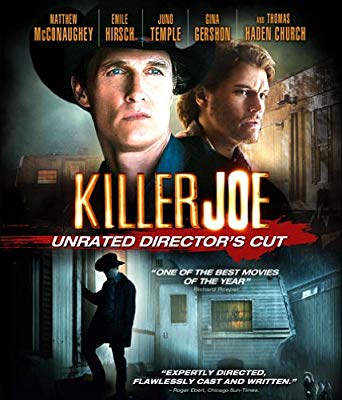 MATTHEW McCONAUGHEY
EMILE HIRSCH
JUNO TEMPLE
GINA GERSHON
AND THOMAS HADEN CHURCH
KILLER JOE
UNRATED DIRECTOR'S CUT
"ONE OF THE BEST MOVIES
OF THE YEAR"
Richard Roeper
"EXPERTLY DIRECTED,
FLAWLESSLY CAST AND WRITTEN."
– Roger Ebert, Chicago Sun-Times